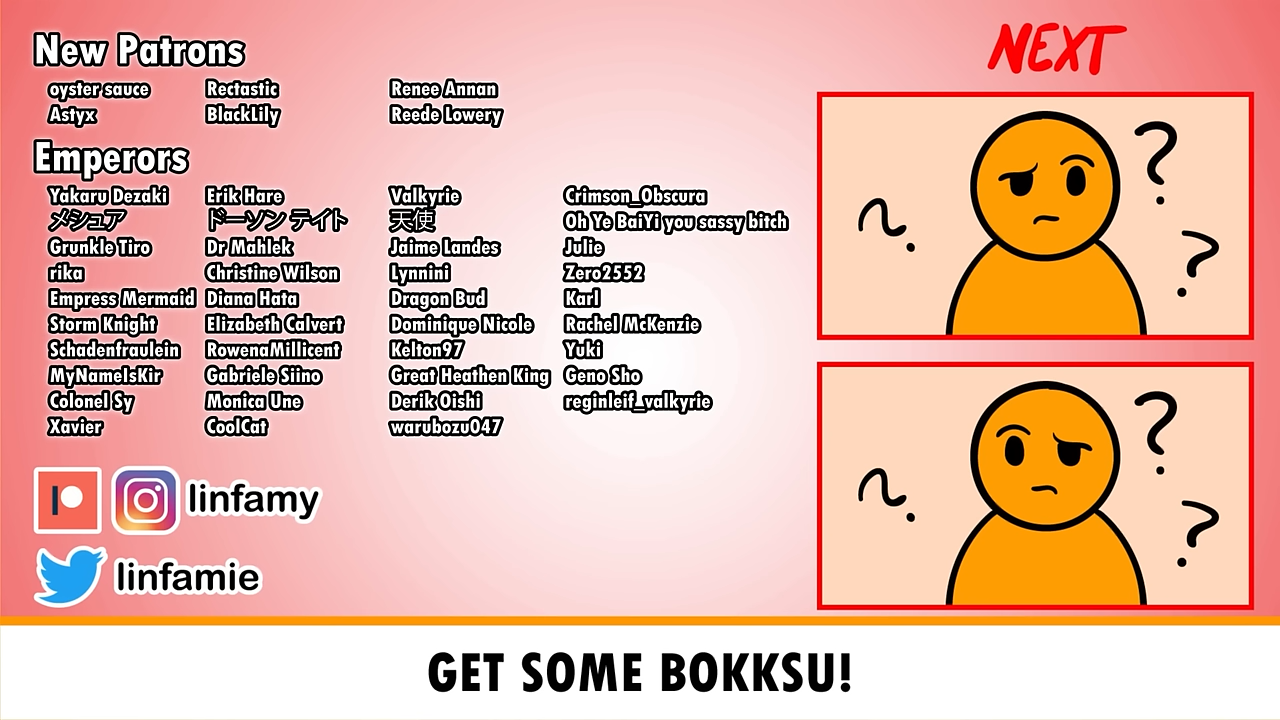 New Patrons
oyster sauce Rectastic Renee Annan
Astyx BlackLily Reede Lowery
Emperors
Yakaru Dezaki Erik Hare Valkyrie Crimson_Obscura
メシュア ドーソン テイト 天使 Oh Ye BaiYi you sassy bitch
Grunkle Tiro Dr Mahlek Jaime Landes Julie
rika Christine Wilson Lynnini Zero2552
Empress Mermaid Diana Hata Dragon Bud Karl
Storm Knight Elizabeth Calvert Dominique Nicole Rachel McKenzie
Schadenfraulein RowenaMillicent Kelton97 Yuki
MyNameIsKir Gabriele Siino Great Heathen King Geno Sho
Colonel Sy Monica Une Derik Oishi reginleif_valkyrie
Xavier CoolCat warubozu047
linfamy
linfamie
NEXT
? ? ?
? ? ?
GET SOME BOKKSU!